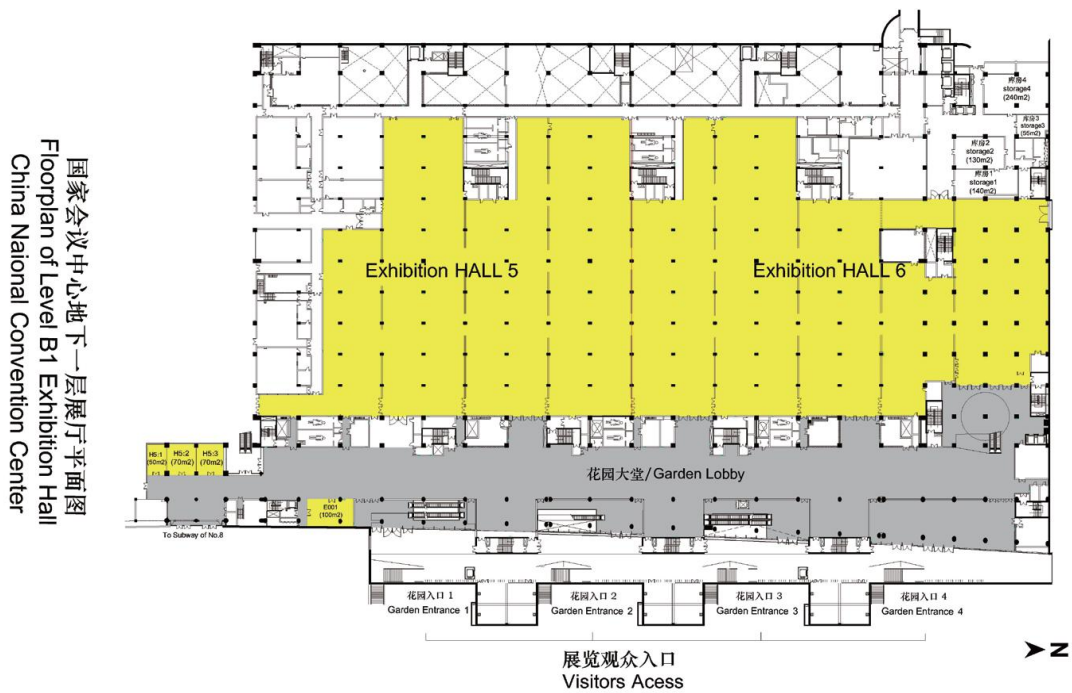 国家会议中心地下一层展厅平面图
Floorplan of Level B1 Exhibition Hall
China Naional Convention Center
库房4
storage4
(240m2)
库房3
storage3
(55m2)
库房2
storage2
(130m2)
库房1
storage1
(140m2)
Exhibition HALL 5
Exhibition HALL 6
H5:1
(50m2)
H5:2
(70m2)
H5:3
(70m2)
花园大堂/Garden Lobby
E001
(100m2)
To Subway of No.8
花园入口 1
Garden Entrance 1
花园入口 2
Garden Entrance 2
花园入口 3
Garden Entrance 3
花园入口 4
Garden Entrance 4
展览观众入口
Visitors Acess
N